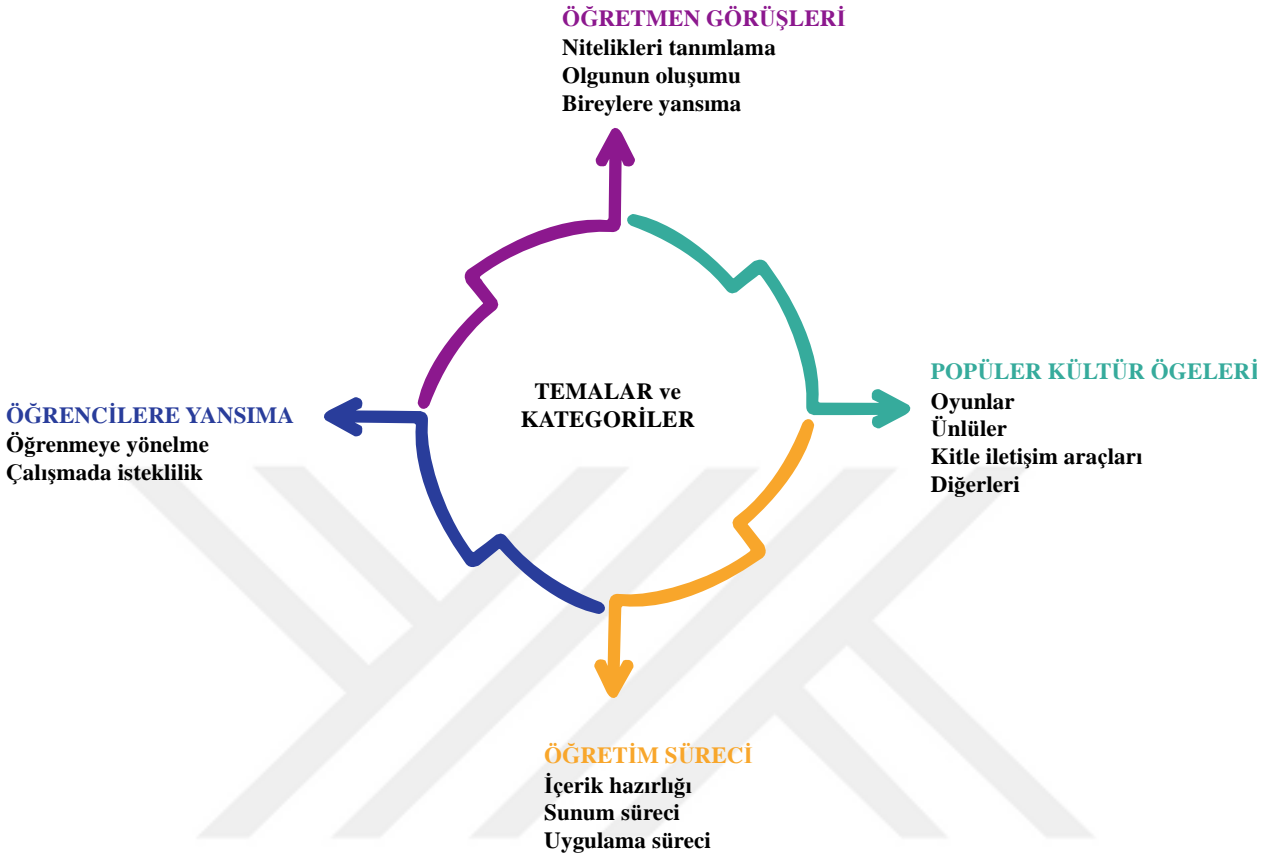 ÖĞRETMEN GÖRÜŞLERİ
Nitelikleri tanımlama
Olgunun oluşumu
Bireylere yansıma
POPÜLER KÜLTÜR ÖGELERİ
Oyunlar
Ünlüler
Kitle iletişim araçları
Diğerleri
TEMALAR ve
KATEGORİLER
ÖĞRENCİLERE YANSIMA
Öğrenmeye yönelme
Çalışmada isteklilik
ÖĞRETİM SÜRECİ
İçerik hazırlığı
Sunum süreci
Uygulama süreci